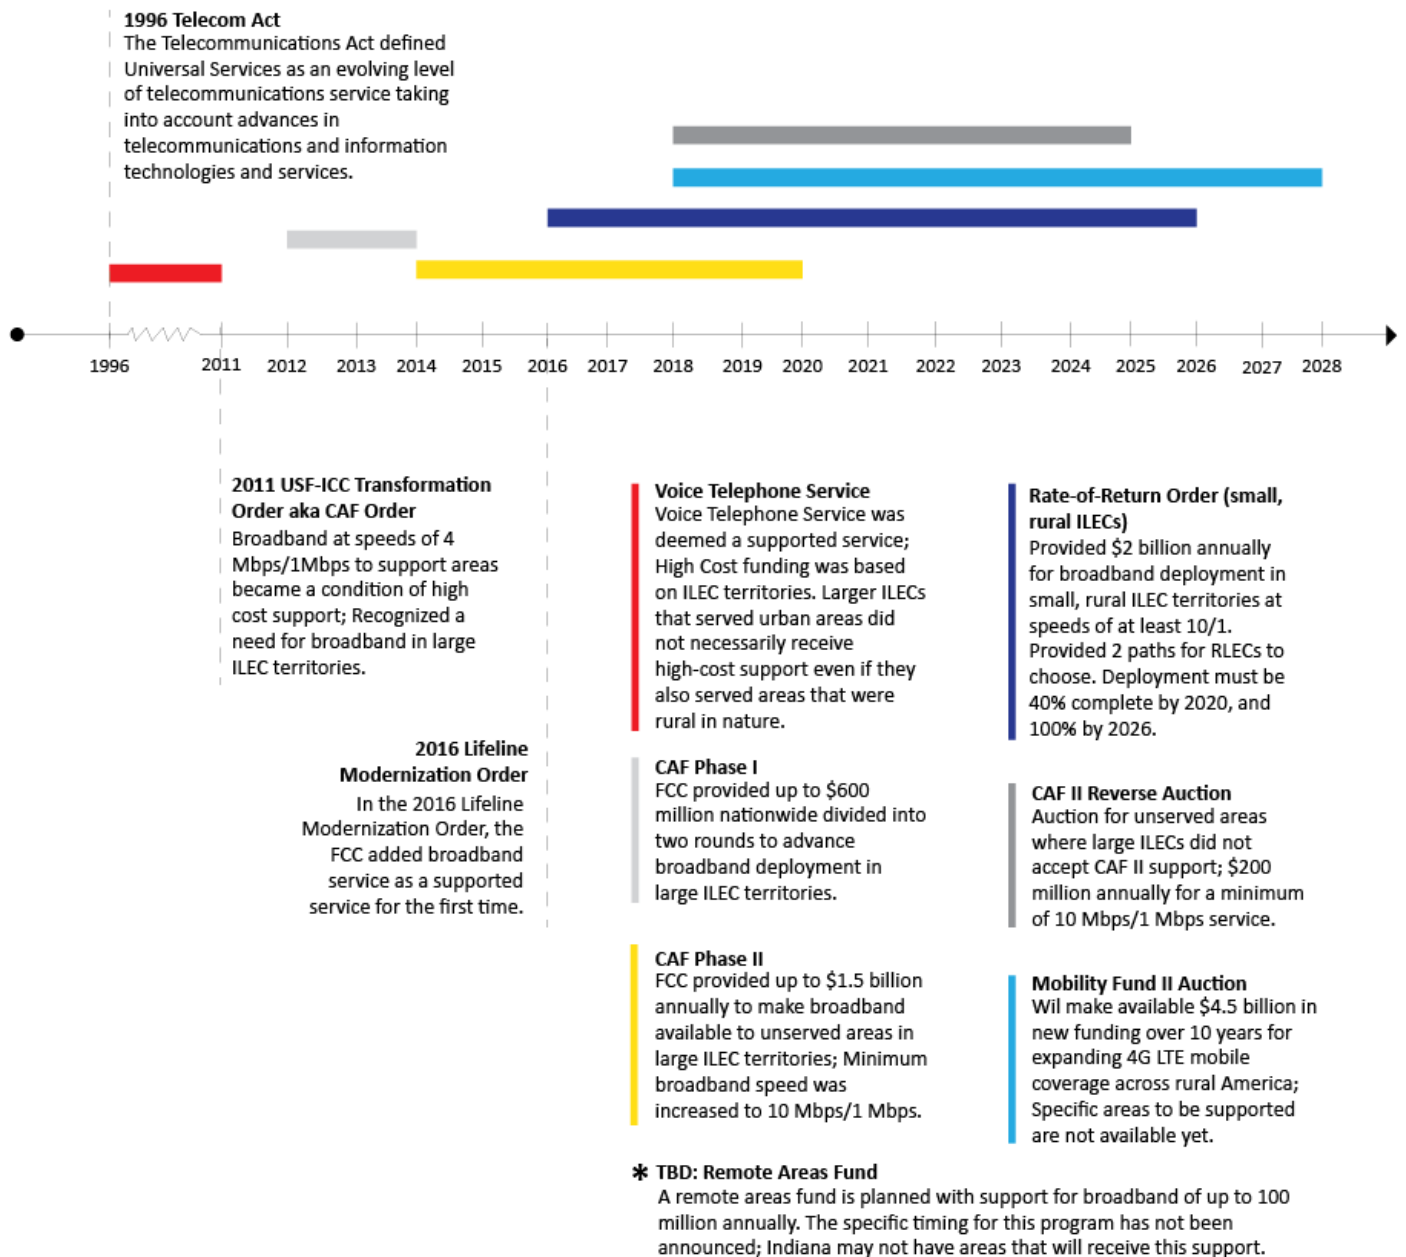 1996 Telecom Act
The Telecommunications Act defined
Universal Services as an evolving level
of telecommunications service taking
into account advances in
telecommunications and information
technologies and services.
1996 2011 2012 2013 2014 2015 2016 2017 2018 2019 2020 2021 2022 2023 2024 2025 2026 2027 2028
2011 USF-ICC Transformation
Order aka CAF Order
Broadband at speeds of 4
Mbps/1Mbps to support areas
became a condition of high
cost support; Recognized a
need for broadband in large
ILEC territories.
2016 Lifeline
Modernization Order
In the 2016 Lifeline
Modernization Order, the
FCC added broadband
service as a supported
service for the first time.
Voice Telephone Service
Voice Telephone Service was
deemed a supported service;
High Cost funding was based
on ILEC territories. Larger ILECs
that served urban areas did
not necessarily receive
high-cost support even if they
also served areas that were
rural in nature.
CAF Phase I
FCC provided up to $600
million nationwide divided into
two rounds to advance
broadband deployment in
large ILEC territories.
CAF Phase II
FCC provided up to $1.5 billion
annually to make broadband
available to unserved areas in
large ILEC territories; Minimum
broadband speed was
increased to 10 Mbps/1 Mbps.
Rate-of-Return Order (small,
rural ILECs)
Provided $2 billion annually
for broadband deployment in
small, rural ILEC territories at
speeds of at least 10/1.
Provided 2 paths for RLECs to
choose. Deployment must be
40% complete by 2020, and
100% by 2026.
CAF II Reverse Auction
Auction for unserved areas
where large ILECs did not
accept CAF II support; $200
million annually for a minimum
of 10 Mbps/1 Mbps service.
Mobility Fund II Auction
Wil make available $4.5 billion in
new funding over 10 years for
expanding 4G LTE mobile
coverage across rural America;
Specific areas to be supported
are not available yet.
* TBD: Remote Areas Fund
A remote areas fund is planned with support for broadband of up to 100
million annually. The specific timing for this program has not been
announced; Indiana may not have areas that will receive this support.